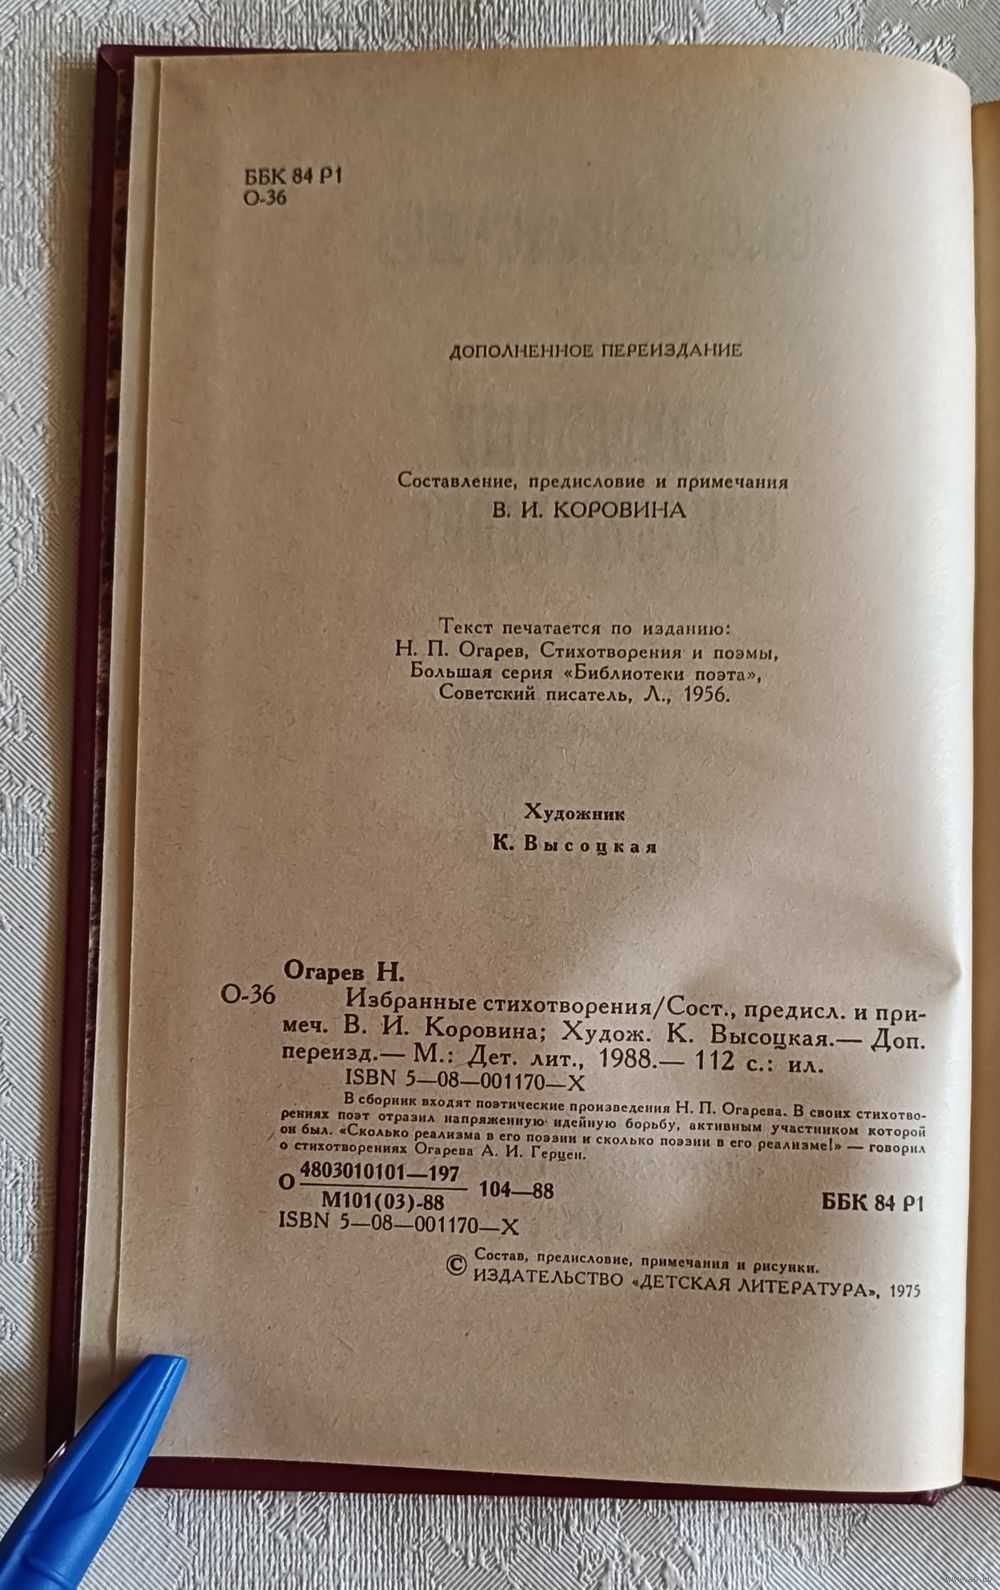 ББК 84 Р1
О-36
ДОПОЛНЕННОЕ ПЕРЕИЗДАНИЕ
Составление, предисловие и примечания
В. И. КОРОВИНА
Текст печатается по изданию:
Н. П. Огарев, Стихотворения и поэмы,
Большая серия «Библиотеки поэта»,
Советский писатель, Л., 1956.
Художник
К. Высоцкая
Огарев Н.
О-36
Избранные стихотворения/Сост., предисл. и при-
меч. В. И. Коровина; Худож. К. Высоцкая.— Доп.
переизд.— М.: Дет. лит., 1988.— 112 с.: ил.
ISBN 5—08—001170—X
В сборник входят поэтические произведения Н. П. Огарева. В своих стихотво-
рениях поэт отразил напряженную идейную борьбу, активным участником которой
он был. «Сколько реализма в его поэзии и сколько поэзии в его реализме!» — говорил
о стихотворениях Огарева А. И. Герцен.
О 4803010101—197
М101(03)-88
104—88
ББК 84 Р1
ISBN 5—08—001170—X
© Состав, предисловие, примечания и рисунки.
ИЗДАТЕЛЬСТВО «ДЕТСКАЯ ЛИТЕРАТУРА», 1975